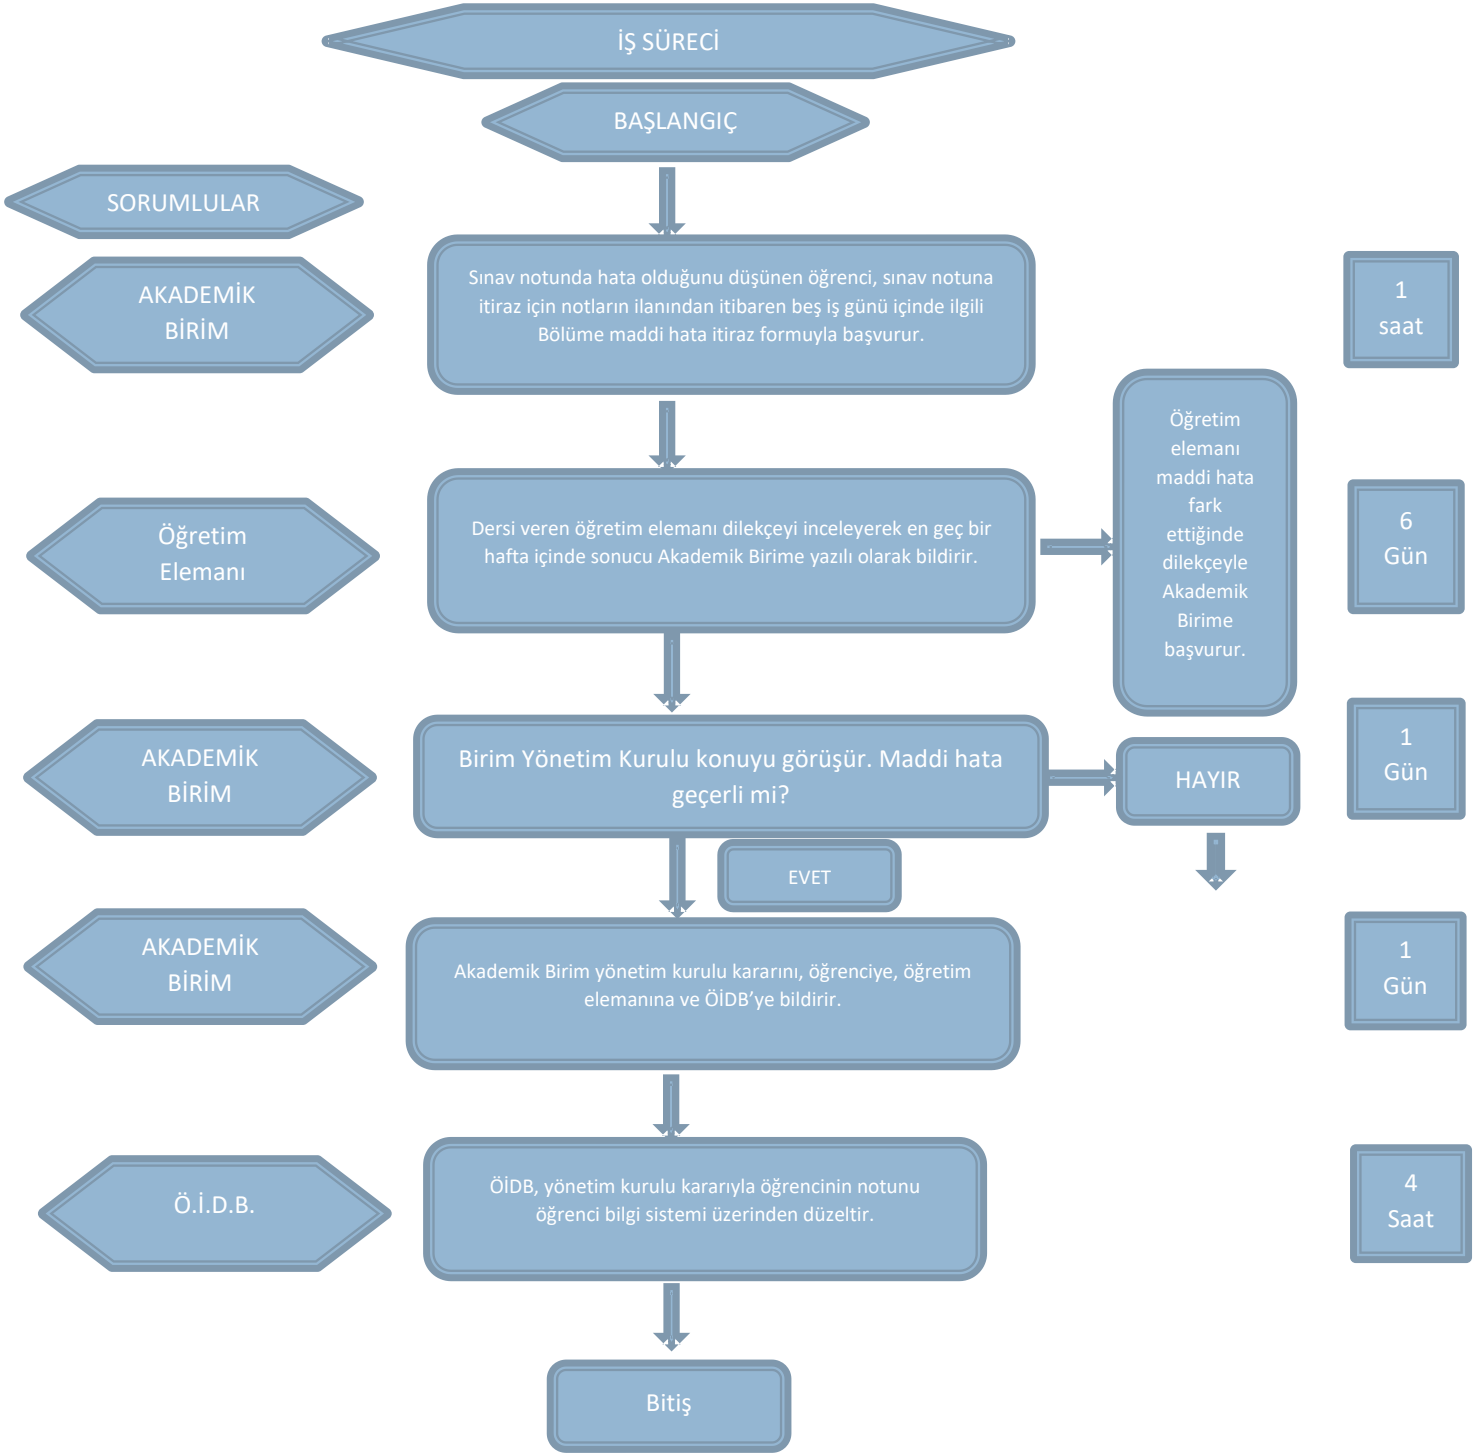 İŞ SÜRECİ
BAŞLANGIÇ
SORUMLULAR
AKADEMİK
BİRİM
Sınav notunda hata olduğunu düşünen öğrenci, sınav notuna
itiraz için notların ilanından itibaren beş iş günü içinde ilgili
Bölüme maddi hata itiraz formuyla başvurur.
1
saat
Öğretim
Elemanı
Dersi veren öğretim elemanı dilekçeyi inceleyerek en geç bir
hafta içinde sonucu Akademik Birime yazılı olarak bildirir.
Öğretim
elemanı
maddi hata
fark
ettiğinde
dilekçeyle
Akademik
Birime
başvurur.
6
Gün
AKADEMİK
BİRİM
Birim Yönetim Kurulu konuyu görüşür. Maddi hata
geçerli mi?
HAYIR
1
Gün
EVET
AKADEMİK
BİRİM
Akademik Birim yönetim kurulu kararını, öğrenciye, öğretim
elemanına ve ÖİDB’ye bildirir.
1
Gün
Ö.İ.D.B.
ÖİDB, yönetim kurulu kararıyla öğrencinin notunu
öğrenci bilgi sistemi üzerinden düzeltir.
4
Saat
Bitiş